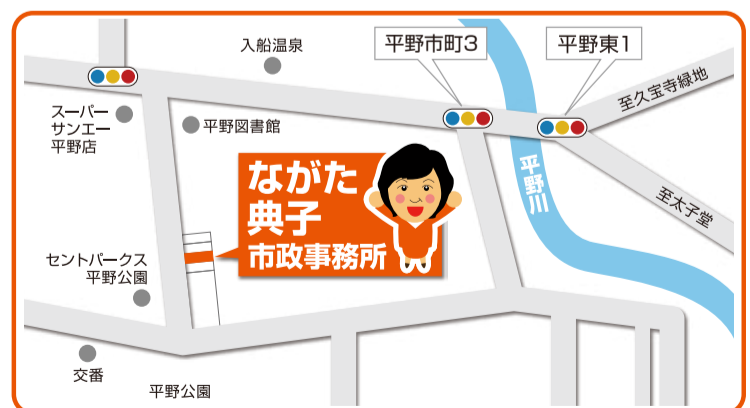 入船温泉
平野市町3
平野東1
至久宝寺緑地
スーパー
サンエー
平野店
平野図書館
平野川
至太子堂
ながた
典子
市政事務所
セントパークス
平野公園
交番
平野公園